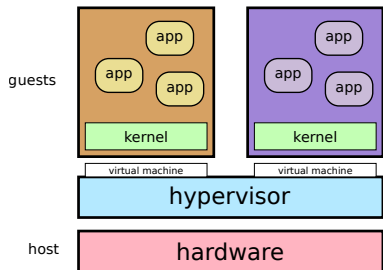 app
app
app
app
app
app
guests
kernel
kernel
virtual machine
virtual machine
hypervisor
host
hardware